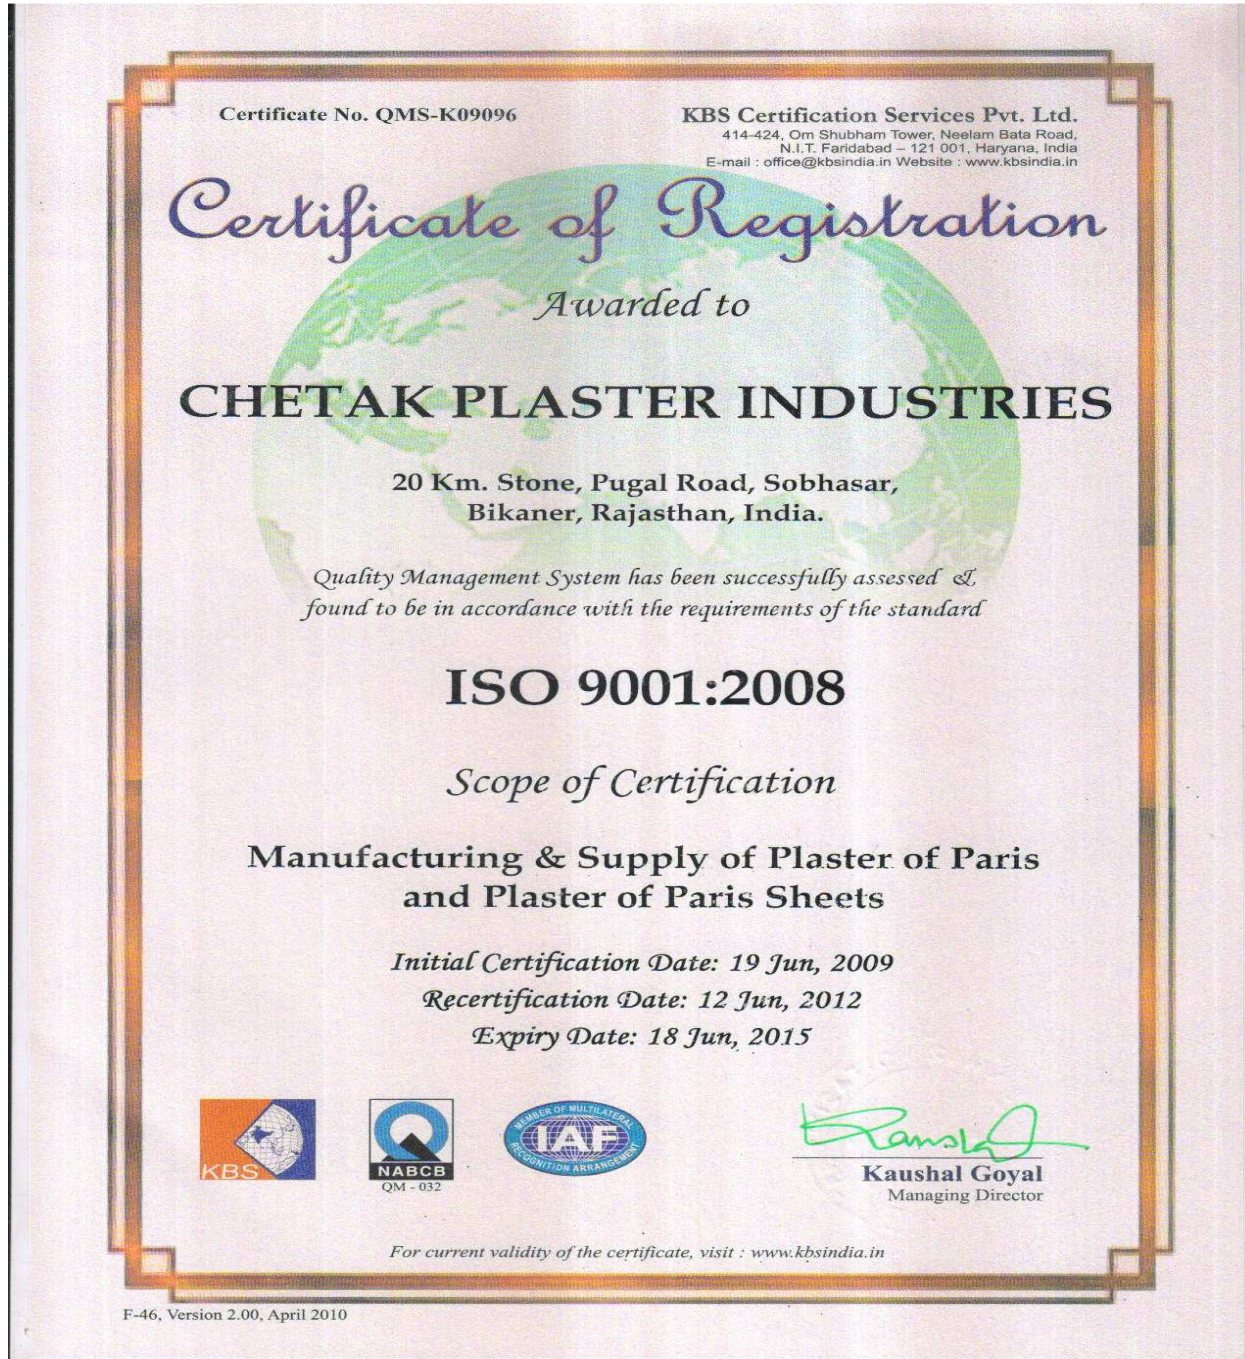 Certificate No. QMS-K09096
KBS Certification Services Pvt. Ltd.
414-424, Om Shubham Tower, Neelam Bata Road,
N.I.T. Faridabad – 121 001, Haryana, India
E-mail : office@kbsindia.in Website : www.kbsindia.in
Certificate of Registration
Awarded to
CHETAK PLASTER INDUSTRIES
20 Km. Stone, Pugal Road, Sobhasar,
Bikaner, Rajasthan, India.
Quality Management System has been successfully assessed &
found to be in accordance with the requirements of the standard
ISO 9001:2008
Scope of Certification
Manufacturing & Supply of Plaster of Paris
and Plaster of Paris Sheets
Initial Certification Date: 19 Jun, 2009
Recertification Date: 12 Jun, 2012
Expiry Date: 18 Jun, 2015
KBS
NABCB
QM - 032
MEMBER OF MULTILATERAL
IAF
RECOGNITION ARRANGEMENT
Kaushal Goyal
Managing Director
For current validity of the certificate, visit : www.kbsindia.in
F-46, Version 2.00, April 2010